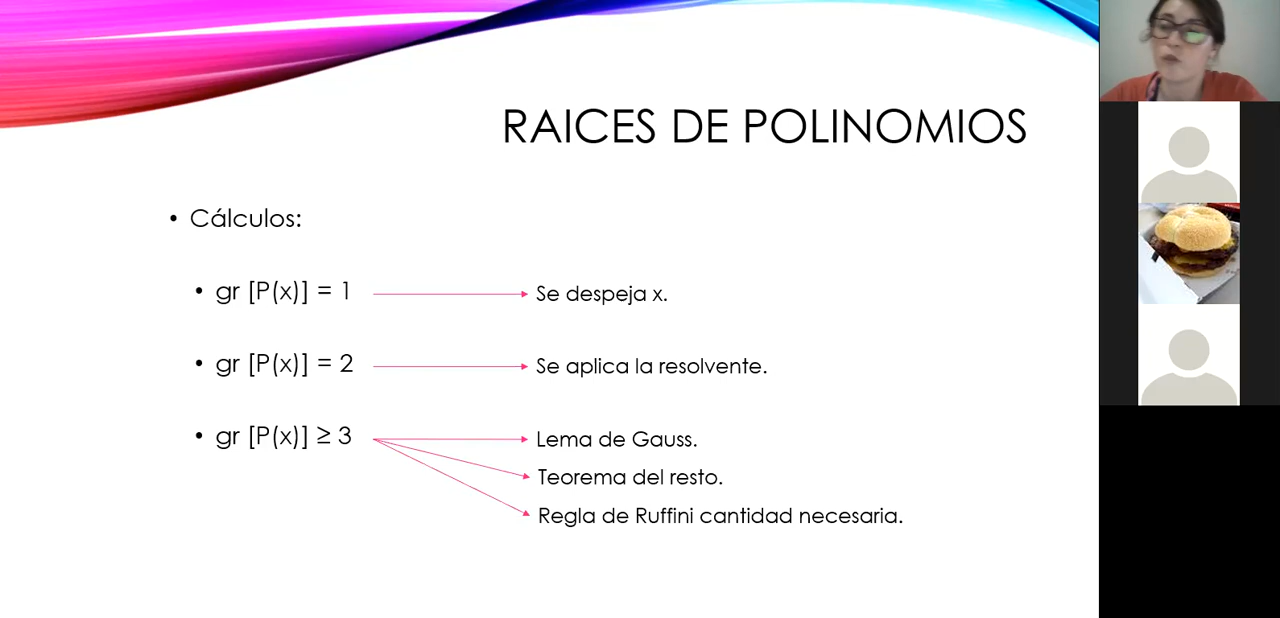 RAICES DE POLINOMIOS
• Cálculos:
• gr [P(x)] = 1
Se despeja x.
• gr [P(x)] = 2
Se aplica la resolvente.
• gr [P(x)] ≥ 3
Lema de Gauss.
Teorema del resto.
Regla de Ruffini cantidad necesaria.